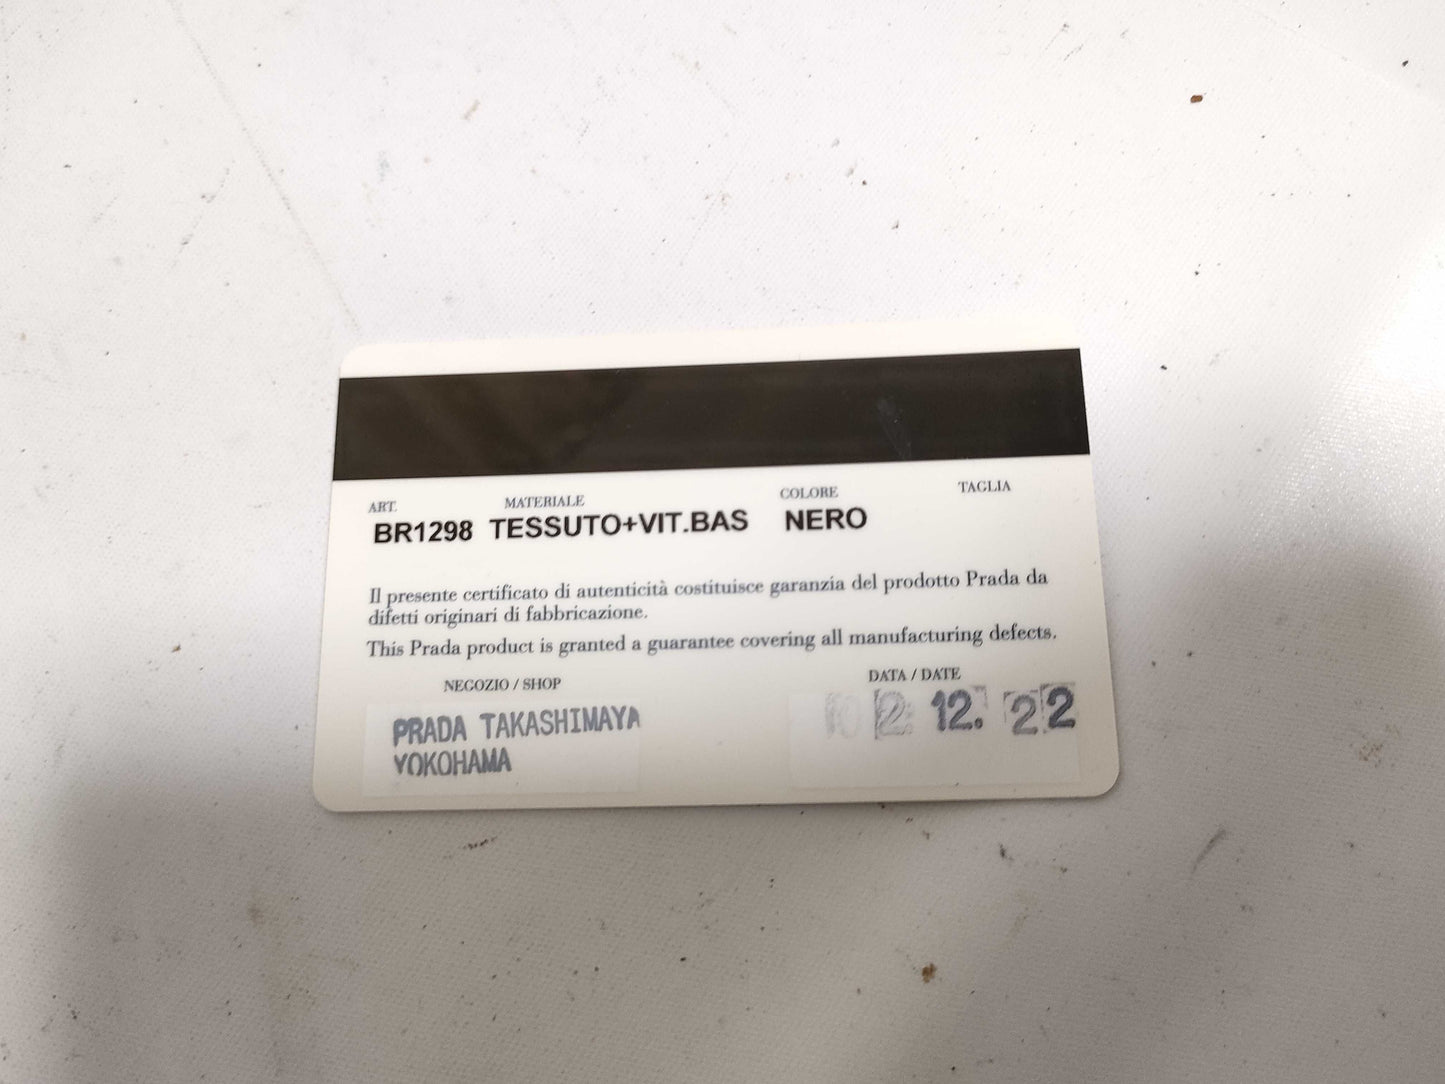 ART. MATERIALE COLORE TAGLIA
BR1298 TESSUTO+VIT.BAS NERO
Il presente certificato di autenticità costituisce garanzia del prodotto Prada da
difetti originari di fabbricazione.
This Prada product is granted a guarantee covering all manufacturing defects.
NEGOZIO / SHOP DATA / DATE
PRADA TAKASHIMAYA 02. 12. 22
YOKOHAMA